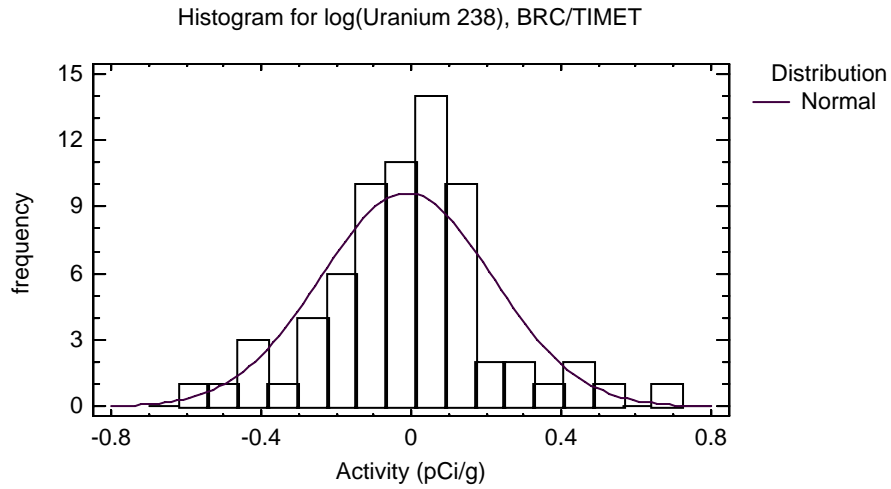 Histogram for log(Uranium 238), BRC/TIMET
Distribution
Normal
frequency
15
12
9
6
3
0
-0.8 -0.4 0 0.4 0.8
Activity (pCi/g)